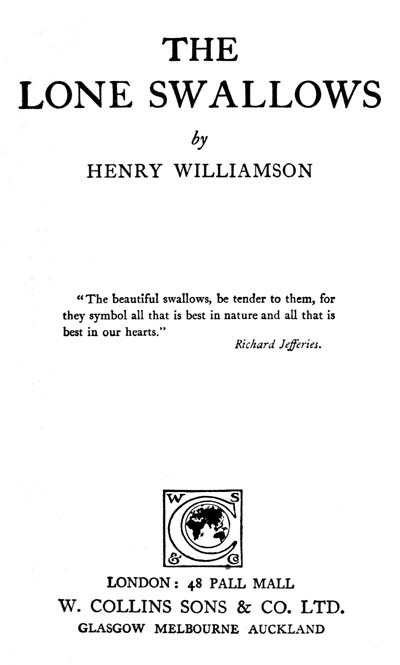 THE
LONE SWALLOWS
by
HENRY WILLIAMSON
"The beautiful swallows, be tender to them, for
they symbol all that is best in nature and all that is
best in our hearts."
Richard Jefferies.
W S
& C
LONDON: 48 PALL MALL
W. COLLINS SONS & CO. LTD.
GLASGOW MELBOURNE AUCKLAND